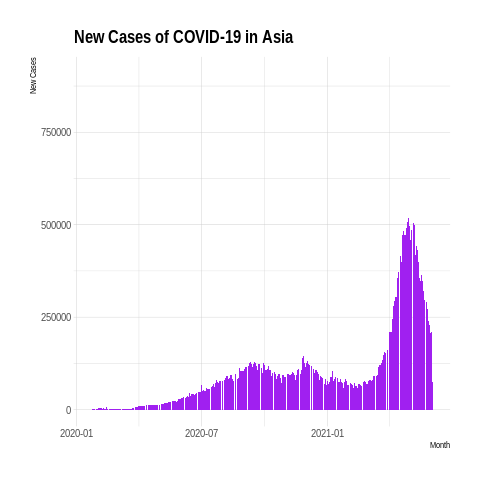 New Cases of COVID-19 in Asia
New Cases
750000
500000
250000
0
2020-01 2020-07 2021-01
Month